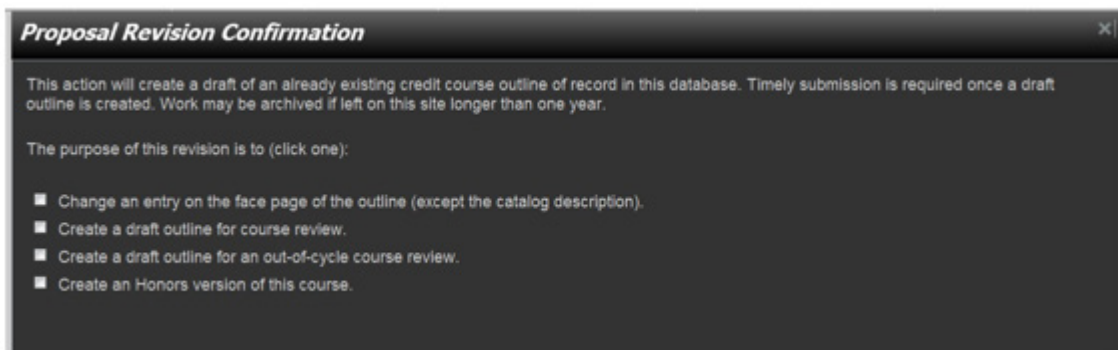 Proposal Revision Confirmation
This action will create a draft of an already existing credit course outline of record in this database. Timely submission is required once a draft
outline is created. Work may be archived if left on this site longer than one year.
The purpose of this revision is to (click one):
Change an entry on the face page of the outline (except the catalog description).
Create a draft outline for course review.
Create a draft outline for an out-of-cycle course review.
Create an Honors version of this course.